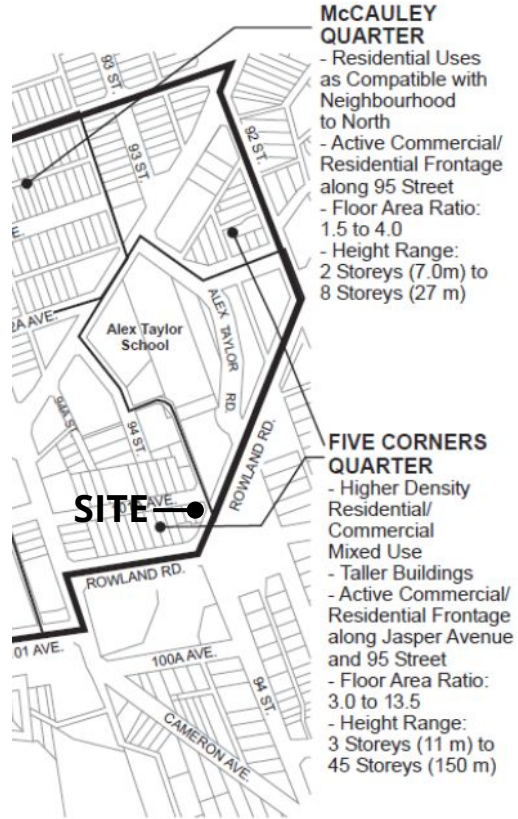 McCAULEY
QUARTER
- Residential Uses
as Compatible with
Neighbourhood
to North
- Active Commercial/
Residential Frontage
along 95 Street
- Floor Area Ratio:
1.5 to 4.0
- Height Range:
2 Storeys (7.0m) to
8 Storeys (27 m)
93 ST.
93 ST.
92 ST.
E.
2A AVE.
Alex Taylor
School
ALEX TAYLOR
RD.
94A S
94 ST.
ROWLAND RD.
SITE
AVE.
FIVE CORNERS
QUARTER
- Higher Density
Residential/
Commercial
Mixed Use
- Taller Buildings
- Active Commercial/
Residential Frontage
along Jasper Avenue
and 95 Street
- Floor Area Ratio:
3.0 to 13.5
- Height Range:
3 Storeys (11 m) to
45 Storeys (150 m)
ROWLAND RD.
01 AVE.
100A AVE.
94 ST.
CAMERON AVE.